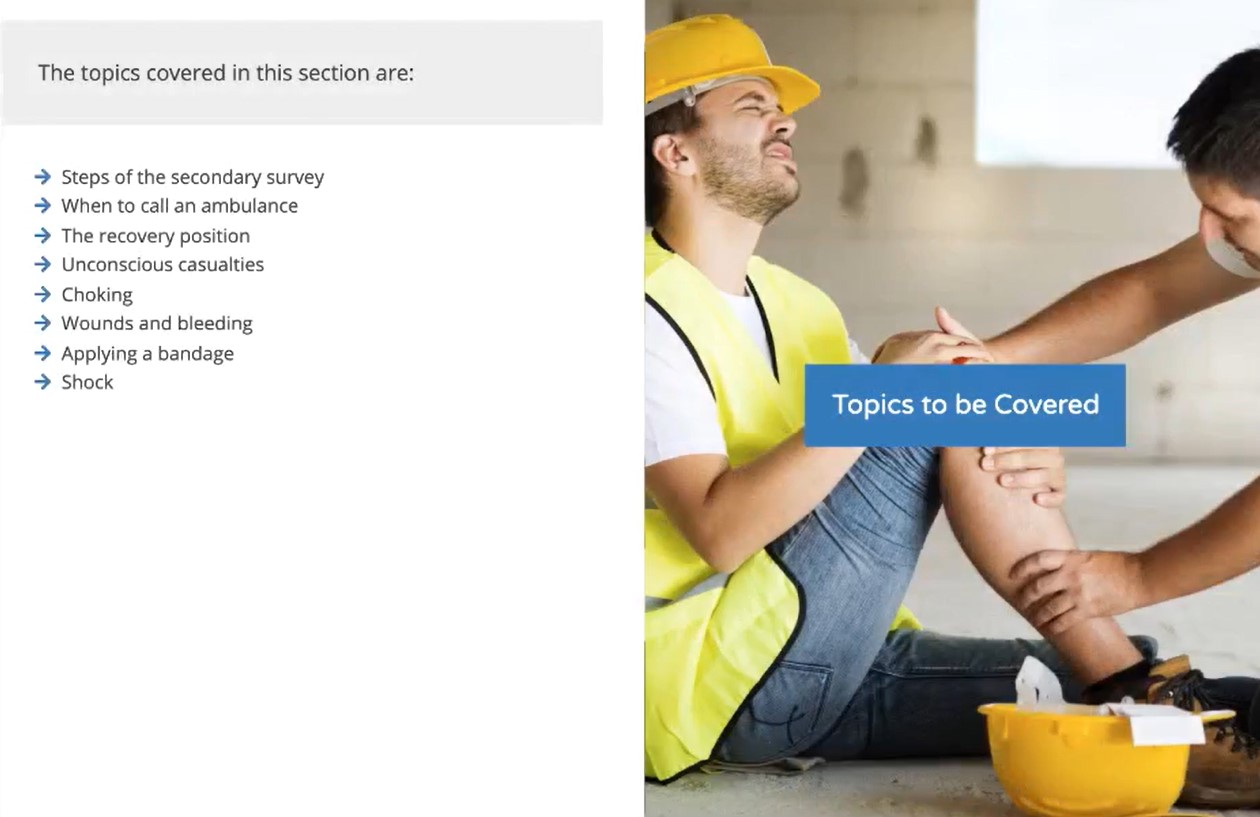 The topics covered in this section are:
Steps of the secondary survey
When to call an ambulance
The recovery position
Unconscious casualties
Choking
Wounds and bleeding
Applying a bandage
Shock
Topics to be Covered